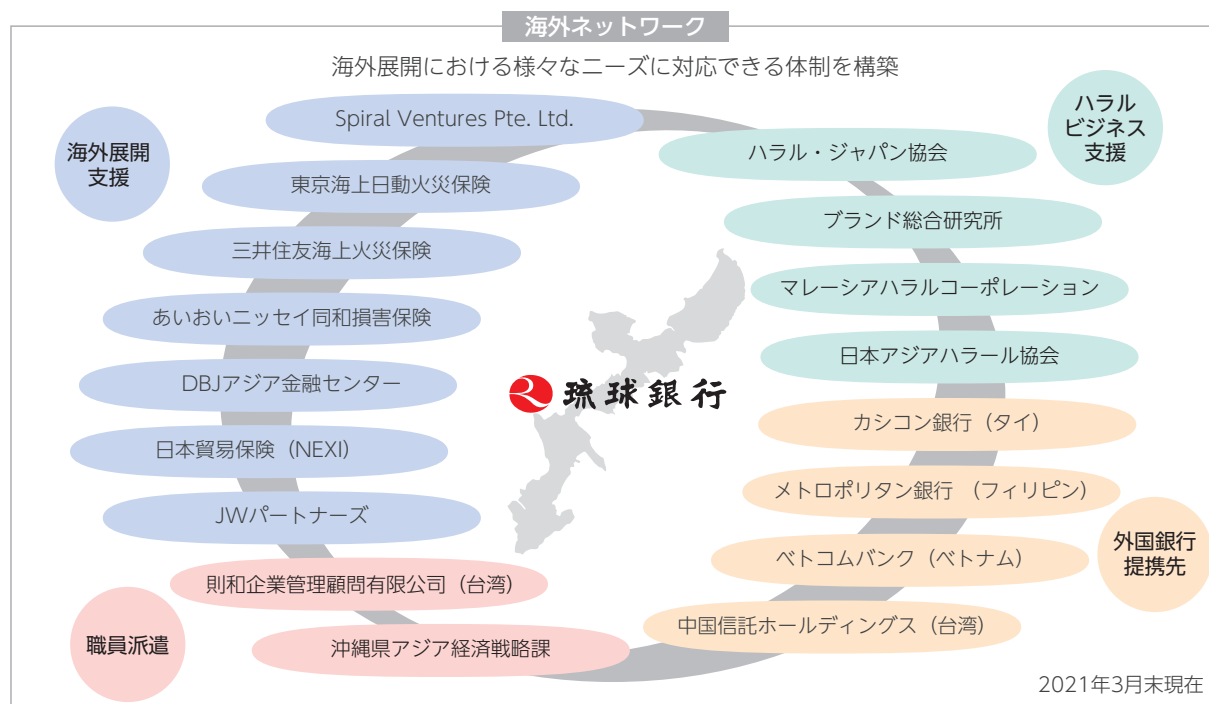 海外ネットワーク
海外展開における様々なニーズに対応できる体制を構築
海外展開
支援
Spiral Ventures Pte. Ltd.
東京海上日動火災保険
三井住友海上火災保険
あいおいニッセイ同和損害保険
DBJアジア金融センター
日本貿易保険（NEXI）
JWパートナーズ
職員派遣
則和企業管理顧問有限公司（台湾）
沖縄県アジア経済戦略課
琉球銀行
ハラル
ビジネス
支援
ハラル・ジャパン協会
ブランド総合研究所
マレーシアハラルコーポレーション
日本アジアハラール協会
外国銀行
提携先
カシコン銀行（タイ）
メトロポリタン銀行 （フィリピン）
ベトコムバンク（ベトナム）
中国信託ホールディングス（台湾）
2021年3月末現在